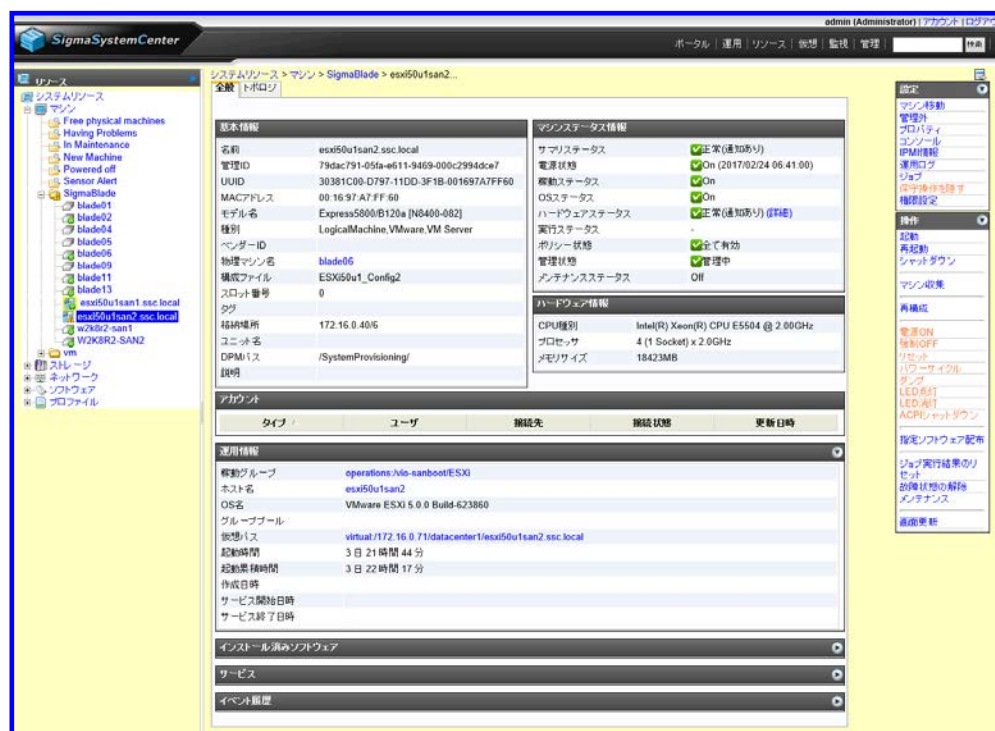 admin (Administrator) | アカウント | ログアウ
SigmaSystemCenter
ポータル | 運用 | リソース | 仮想 | 監視 | 管理 |
検索
リソース
システムリソース
マシン
Free physical machines
Having Problems
In Maintenance
New Machine
Powered off
Sensor Alert
SigmaBlade
blade01
blade02
blade04
blade05
blade06
blade09
blade11
blade13
esxi50u1san1.ssc.local
esxi50u1san2.ssc.local
w2k8r2-san1
W2K8R2-SAN2
vm
ストレージ
ネットワーク
ソフトウェア
プロファイル
システムリソース > マシン > SigmaBlade > esxi50u1san2...
全般 トポロジ
基本情報
名前 esxi50u1san2.ssc.local
管理ID 79dac791-05fa-e611-9469-000c2994dce7
UUID 30381C00-D797-11DD-3F1B-001697A7FF60
MACアドレス 00:16:97:A7:FF:60
モデル名 Express5800/B120a [N8400-082]
種別 LogicalMachine,VMware,VM Server
ベンダーID
物理マシン名 blade06
構成ファイル ESXi50u1_Config2
スロット番号 0
タグ
格納場所 172.16.0.40/6
ユニット名
DPMパス /SystemProvisioning/
説明
マシンステータス情報
サマリステータス 正常(通知あり)
電源状態 On (2017/02/24 06:41:00)
稼動ステータス On
OSステータス On
ハードウェアステータス 正常(通知あり) (詳細)
実行ステータス -
ポリシー状態 全て有効
管理状態 管理中
メンテナンスステータス Off
ハードウェア情報
CPU種別 Intel(R) Xeon(R) CPU E5504 @ 2.00GHz
プロセッサ 4 (1 Socket) x 2.0GHz
メモリサイズ 18423MB
アカウント
タイプ ユーザ 接続先 接続状態 更新日時
運用情報
稼動グループ operations:/vio-sanboot/ESXi
ホスト名 esxi50u1san2
OS名 VMware ESXi 5.0.0 Build-623860
グループプール
仮想パス virtual:/172.16.0.71/datacenter1/esxi50u1san2.ssc.local
起動時間 3 日 21 時間 44 分
起動累積時間 3 日 22 時間 17 分
作成日時
サービス開始日時
サービス終了日時
インストール済みソフトウェア
サービス
イベント履歴
設定
マシン移動
管理外
プロパティ
コンソール
IPMI情報
運用ログ
ジョブ
保守操作を隠す
権限設定
操作
起動
再起動
シャットダウン
マシン収集
再構成
電源ON
強制OFF
リセット
パワーサイクル
ダンプ
LED点灯
LED消灯
ACPIシャットダウン
指定ソフトウェア配布
ジョブ実行結果のリ
セット
故障状態の解除
メンテナンス
画面更新